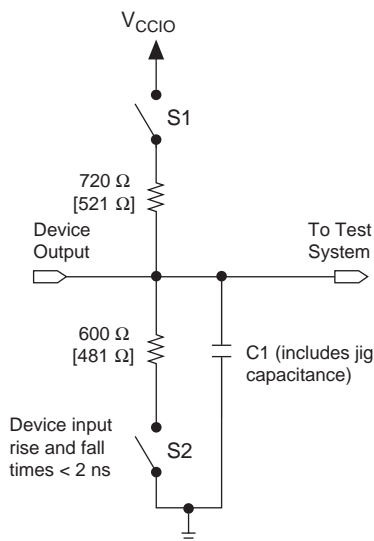 VCCIO
S1
720 Ω
[521 Ω]
Device
Output
To Test
System
600 Ω
[481 Ω]
C1 (includes jig
capacitance)
Device input
rise and fall
times < 2 ns
S2